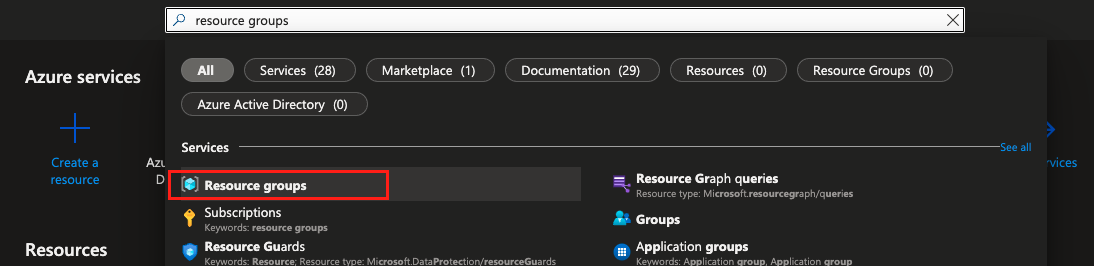 resource groups
All
Services (28)
Marketplace (1)
Documentation (29)
Resources (0)
Resource Groups (0)
Azure Active Directory (0)
Azure services
Services
See all
Create a
resource
Resource groups
Subscriptions
Keywords: resource groups
Resource Guards
Keywords: Resource; Resource type: Microsoft.DataProtection/resourceGuards
Resource Graph queries
Resource type: Microsoft.resourcegraph/queries
Groups
Application groups
Keywords: Application group, Application group
Resources